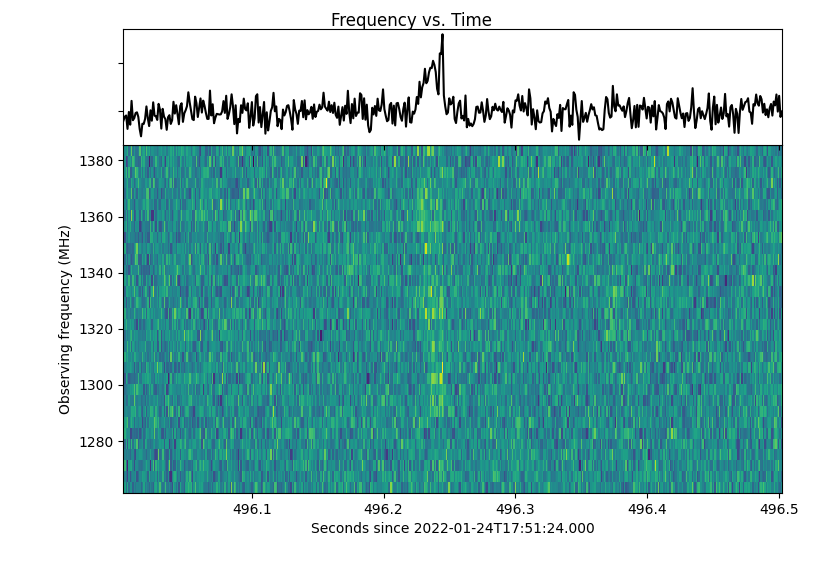 Frequency vs. Time
1380
1360
1340
1320
1300
1280
Observing frequency (MHz)
496.1 496.2 496.3 496.4 496.5
Seconds since 2022-01-24T17:51:24.000